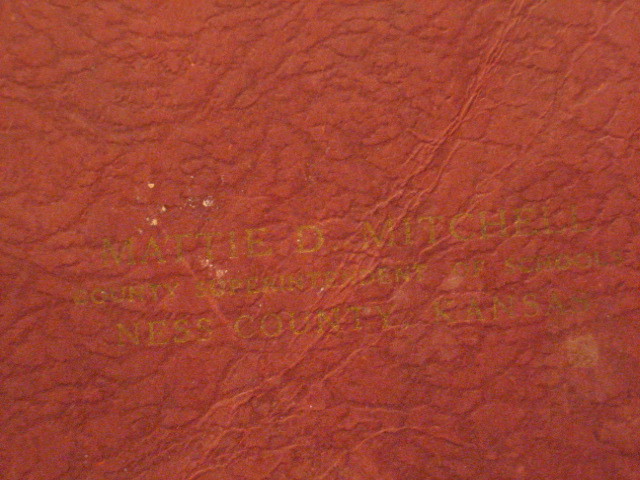 MATTIE D. MITCHELL
COUNTY SUPERINTENDENT OF SCHOOLS
NESS COUNTY, KANSAS